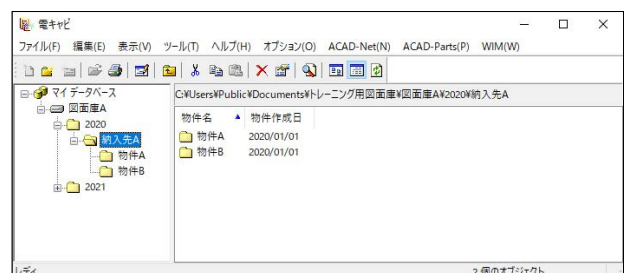 電キャビ
ファイル(F) 編集(E) 表示(V) ツール(T) ヘルプ(H) オプション(O) ACAD-Net(N) ACAD-Parts(P) WIM(W)
マイ データベース
図面庫A
2020
納入先A
物件A
物件B
2021
C:¥Users¥Public¥Documents¥トレーニング用図面庫¥図面庫A¥2020¥納入先A
物件名 物件作成日
物件A 2020/01/01
物件B 2020/01/01
レディ
2 個のオブジェクト